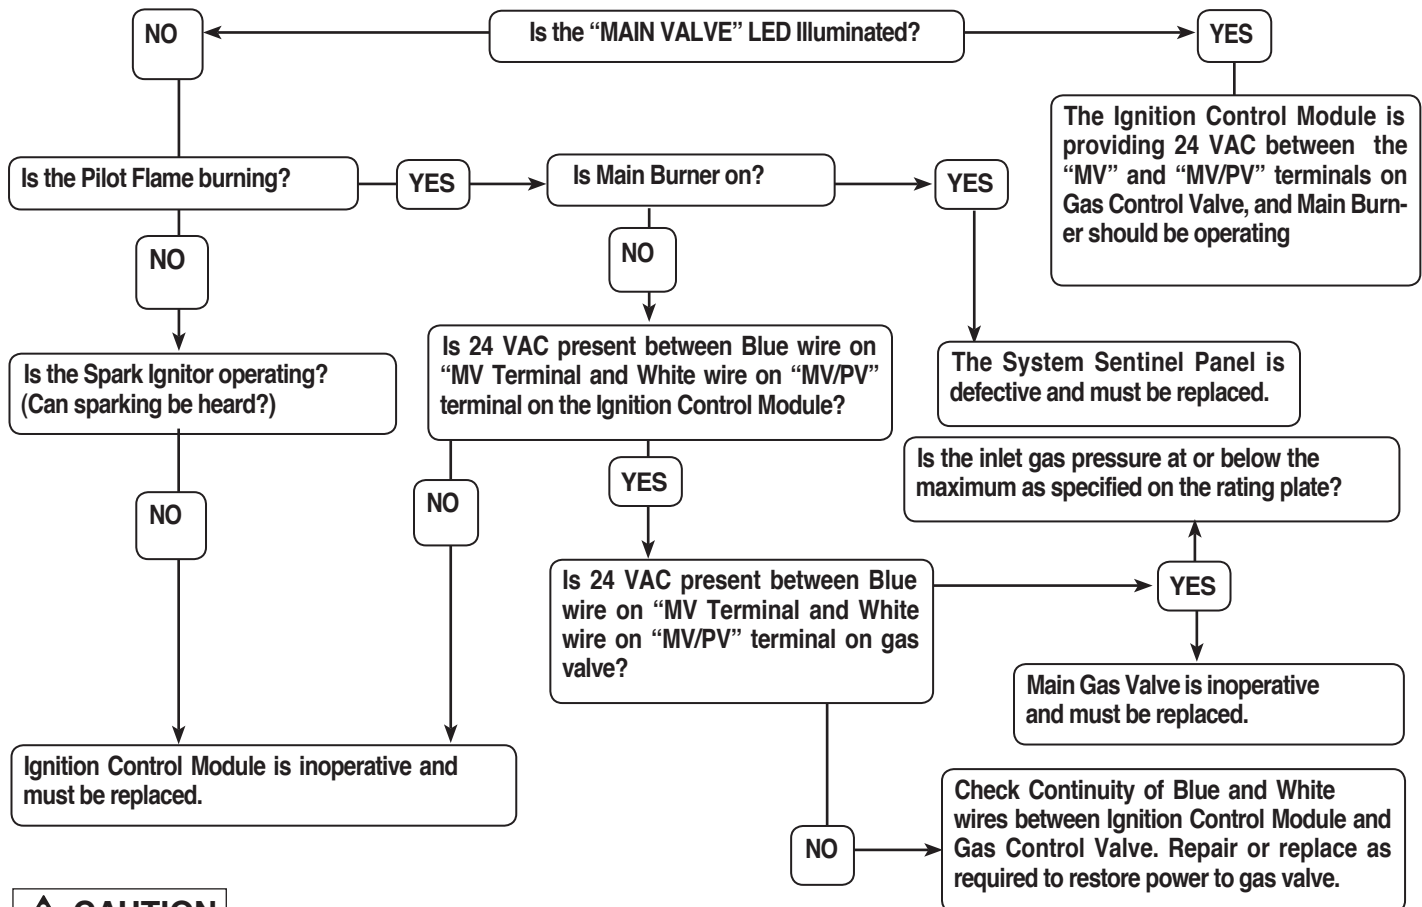 NO
Is the “MAIN VALVE” LED Illuminated?
YES
The Ignition Control Module is
providing 24 VAC between the
“MV” and “MV/PV” terminals on
Gas Control Valve, and Main Burn-
er should be operating
Is the Pilot Flame burning?
YES
Is Main Burner on?
YES
NO
NO
Is the Spark Ignitor operating?
(Can sparking be heard?)
Is 24 VAC present between Blue wire on
“MV Terminal and White wire on “MV/PV”
terminal on the Ignition Control Module?
The System Sentinel Panel is
defective and must be replaced.
Is the inlet gas pressure at or below the
maximum as specified on the rating plate?
NO
NO
YES
Is 24 VAC present between Blue
wire on “MV Terminal and White
wire on “MV/PV” terminal on gas
valve?
YES
Main Gas Valve is inoperative
and must be replaced.
Ignition Control Module is inoperative and
must be replaced.
NO
Check Continuity of Blue and White
wires between Ignition Control Module and
Gas Control Valve. Repair or replace as
required to restore power to gas valve.
CAUTION